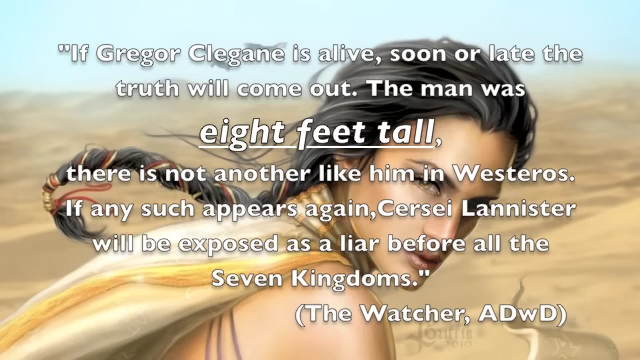 "If Gregor Clegane is alive, soon or late the
truth will come out. The man was
eight feet tall,
there is not another like him in Westeros.
If any such appears again,Cersei Lannister
will be exposed as a liar before all the
Seven Kingdoms."
(The Watcher, ADwD)
2010